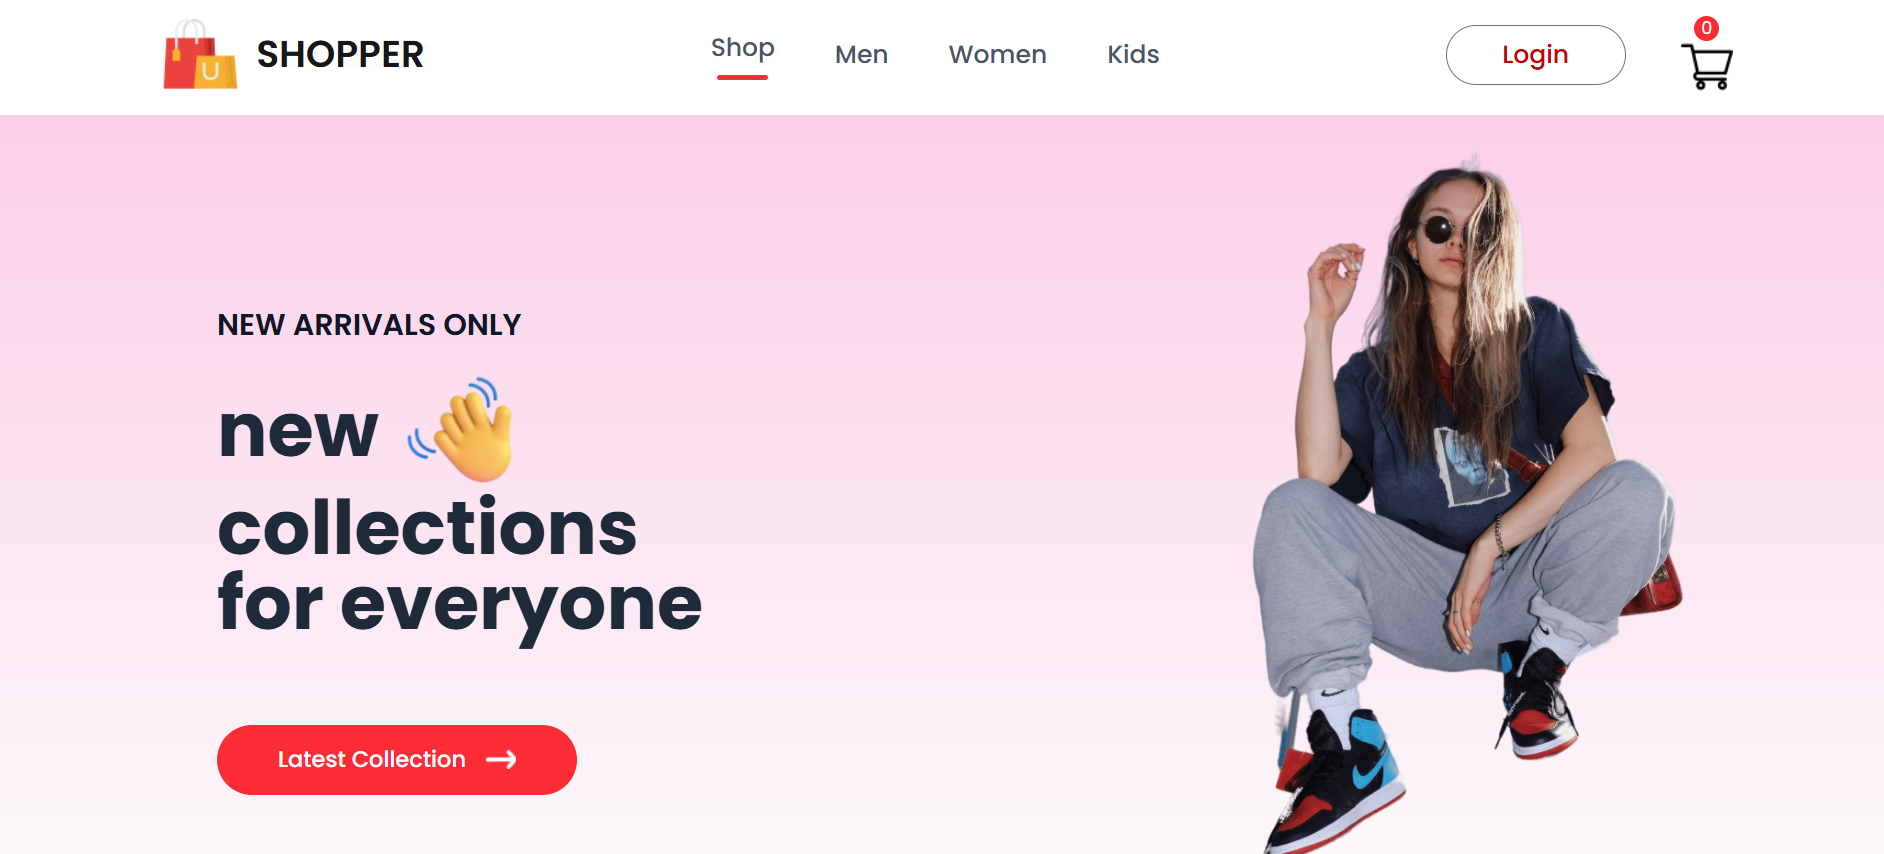 SHOPPER
Shop
Men
Women
Kids
Login
0
U
NEW ARRIVALS ONLY
new
collections
for everyone
Latest Collection